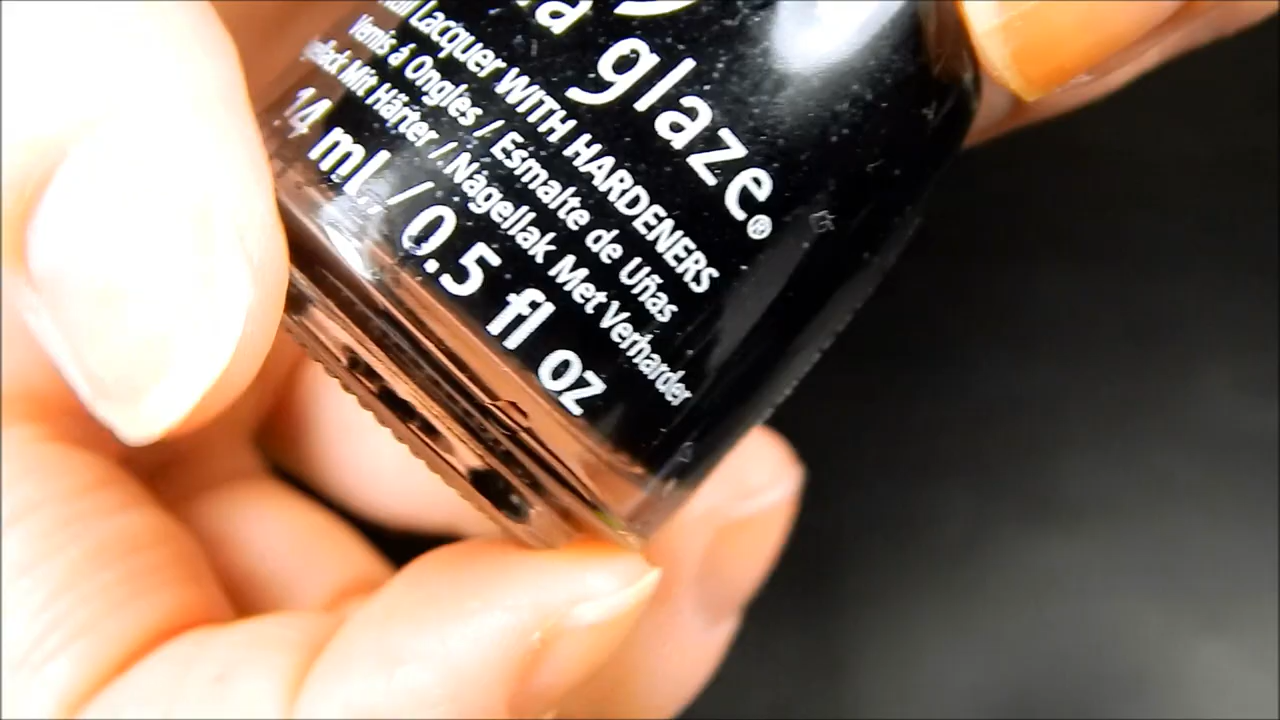 glaze®
Lacquer WITH HARDENERS
Vernis á Ongles / Esmalte de Uñas
Mit Härter / Nagellak Met Verharder
14 mL / 0.5 fl oz